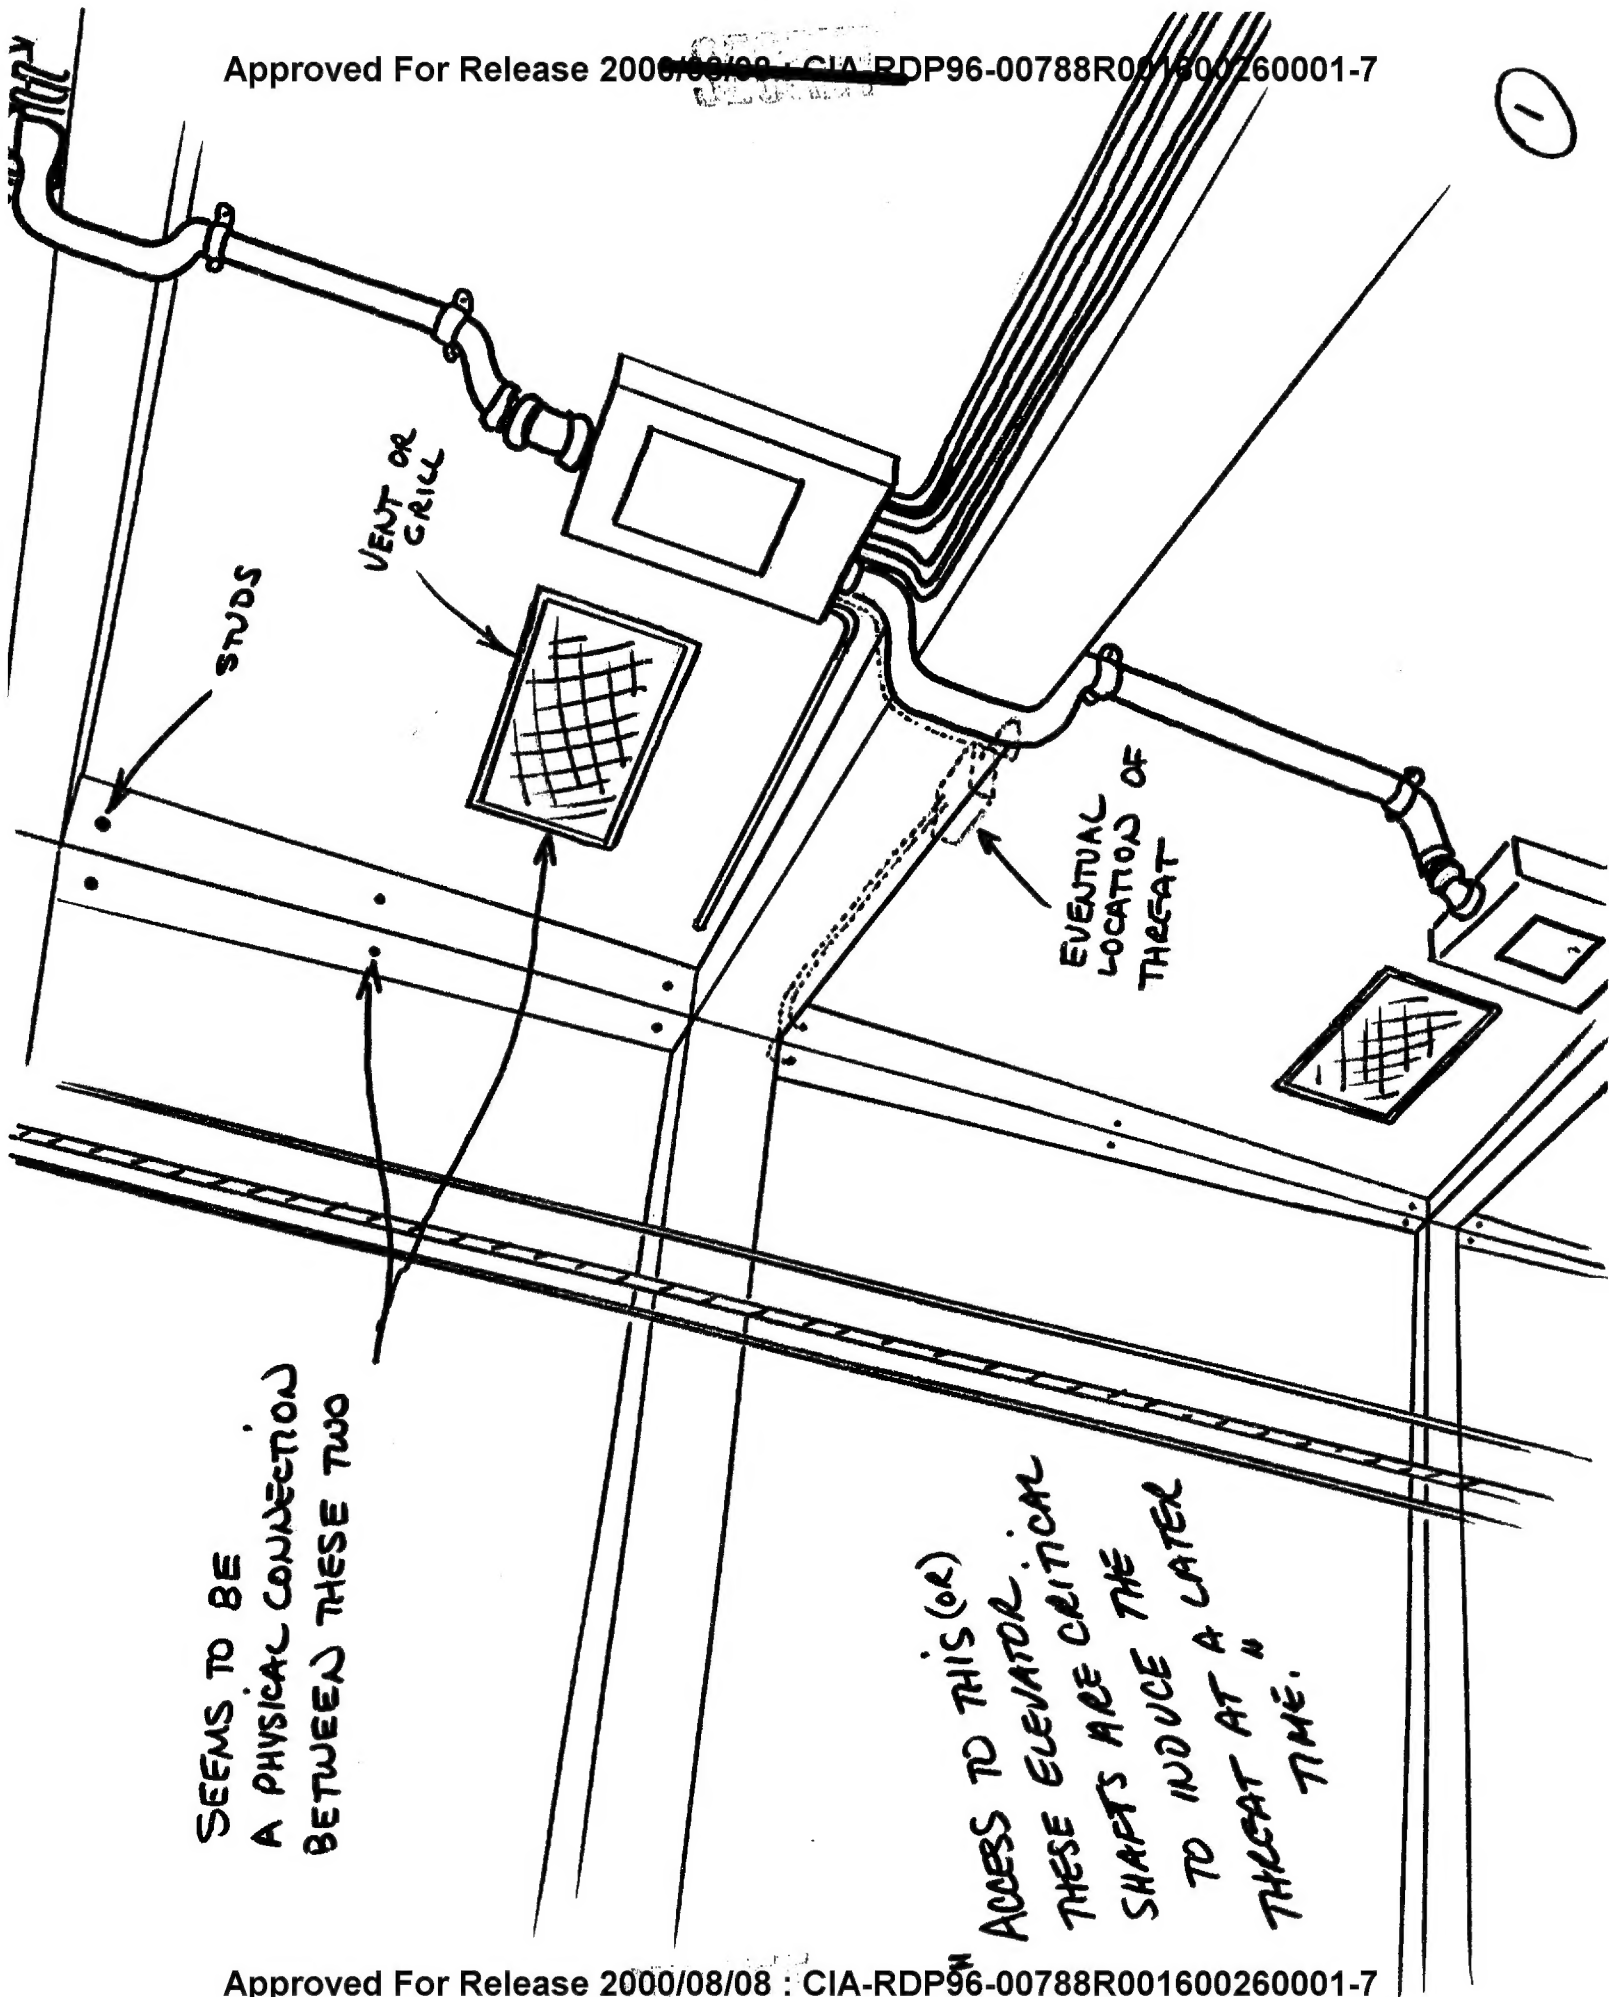 Approved For Release 2000/08/08 : CIA-RDP96-00788R001600260001-7
SECRET
1
VENT OR
GRILL
STUDS
EVENTUAL
LOCATION OF
THREAT
SEEMS TO BE
A PHYSICAL CONNECTION
BETWEEN THESE TWO
" ACCESS TO THIS (OR)
THESE ELEVATOR
SHAFTS ARE CRITICAL
TO INDUCE THE
THREAT AT A LATER
TIME. "
Approved For Release 2000/08/08 : CIA-RDP96-00788R001600260001-7